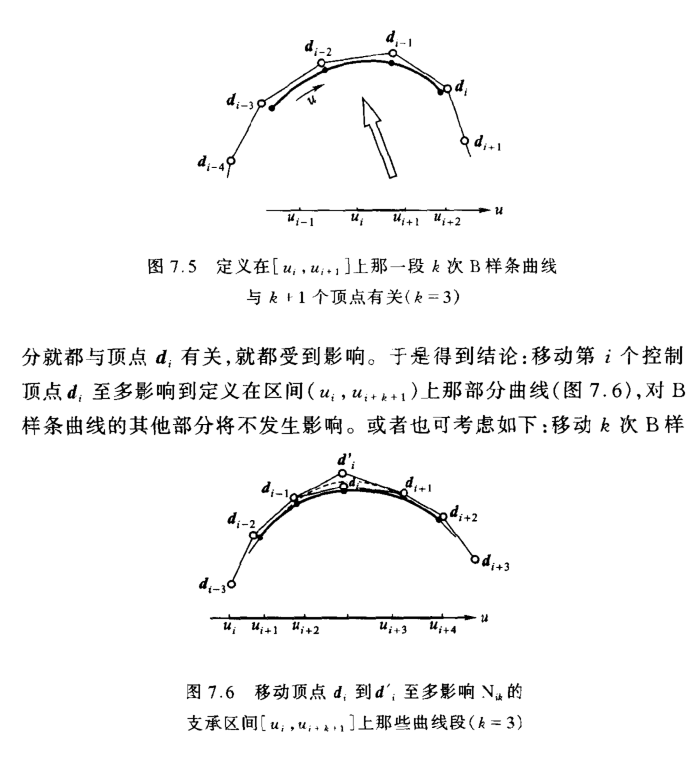 d_{i-2}
d_{i-1}
d_{i-3}
u
d_i
d_{i-4}
d_{i+1}
u_{i-1} u_i u_{i+1} u_{i+2} u
图 7.5 定义在[u_i,u_{i+1}]上那一段 k 次 B 样条曲线
与 k+1 个顶点有关(k=3)
分就都与顶点 d_i 有关,就都受到影响。于是得到结论:移动第 i 个控制
顶点 d_i 至多影响到定义在区间(u_i,u_{i+k+1})上那部分曲线(图 7.6),对 B
样条曲线的其他部分将不发生影响。或者也可考虑如下:移动 k 次 B 样
d'_i
d_{i-1} d_i d_{i+1}
d_{i-2} d_{i+2}
d_{i-3} d_{i+3}
u_i u_{i+1} u_{i+2} u_{i+3} u_{i+4} u
图 7.6 移动顶点 d_i 到d'_i 至多影响 N_{ik}的
支承区间[u_i,u_{i+k+1}]上那些曲线段(k=3)